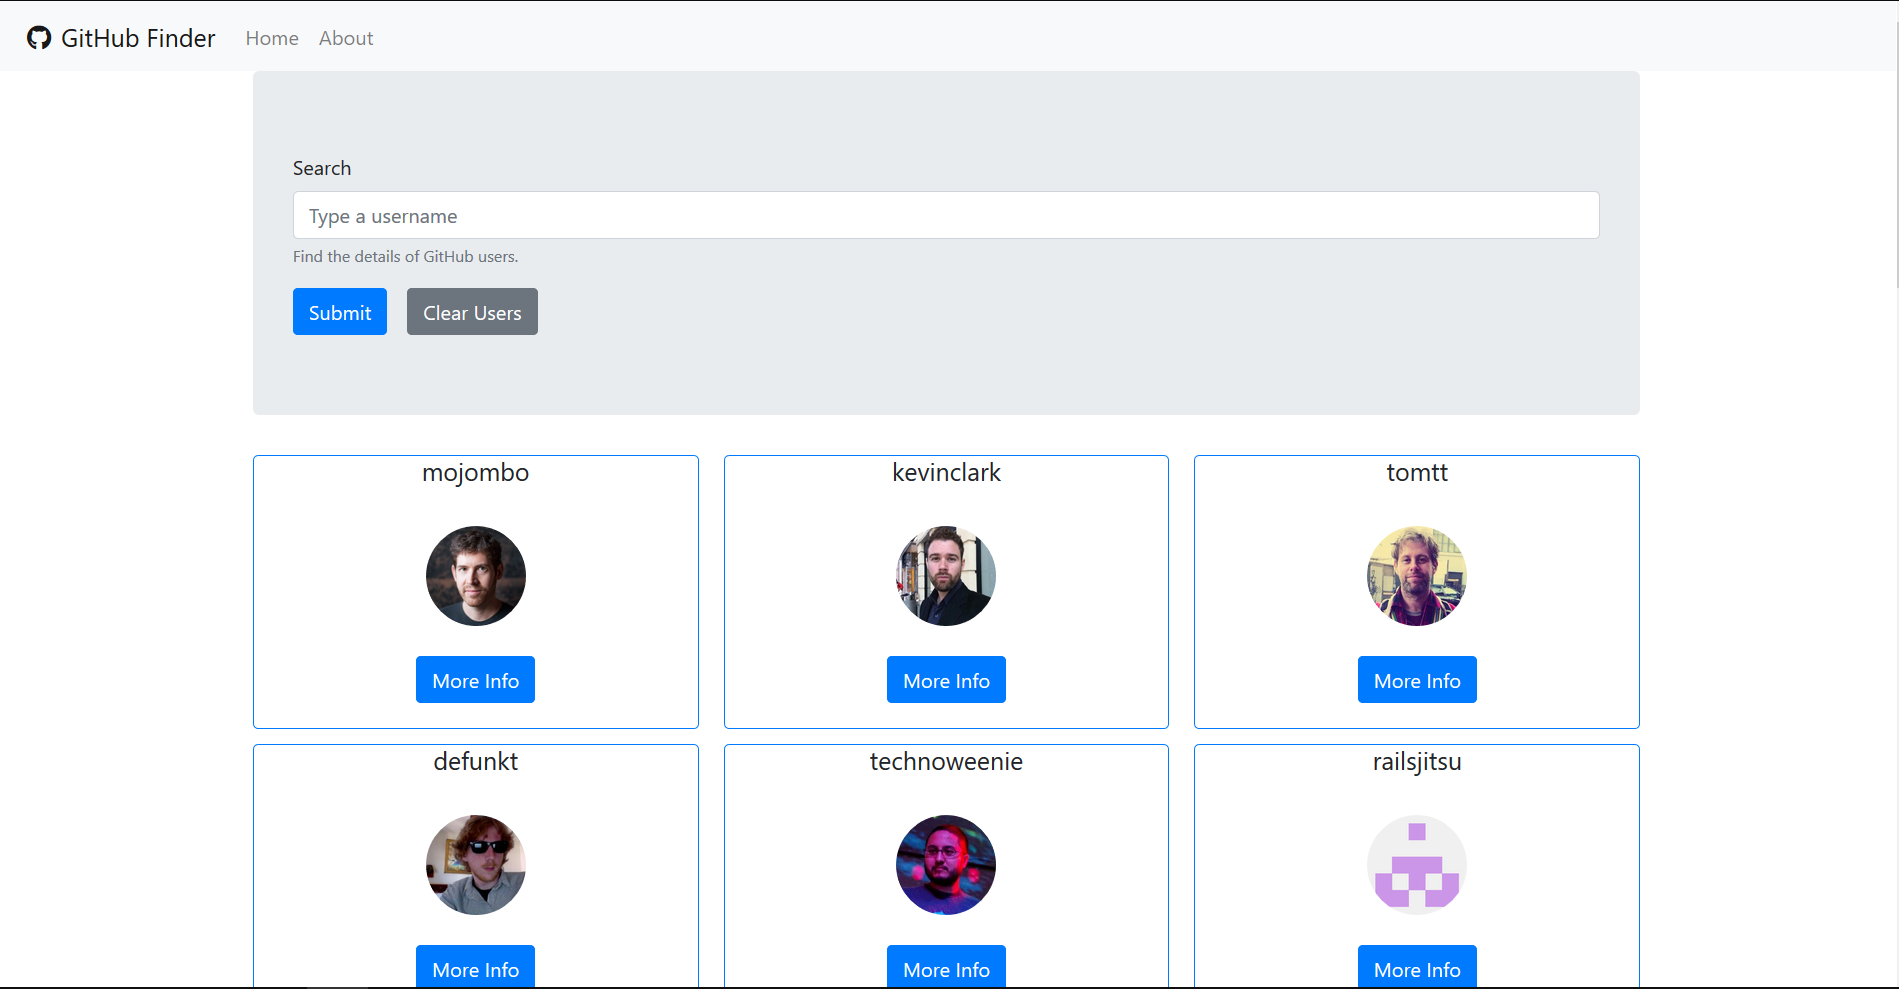 GitHub Finder Home About
Search
Type a username
Find the details of GitHub users.
Submit Clear Users
mojombo kevinclark tomtt
More Info More Info More Info
defunkt technoweenie railsjitsu
More Info More Info More Info